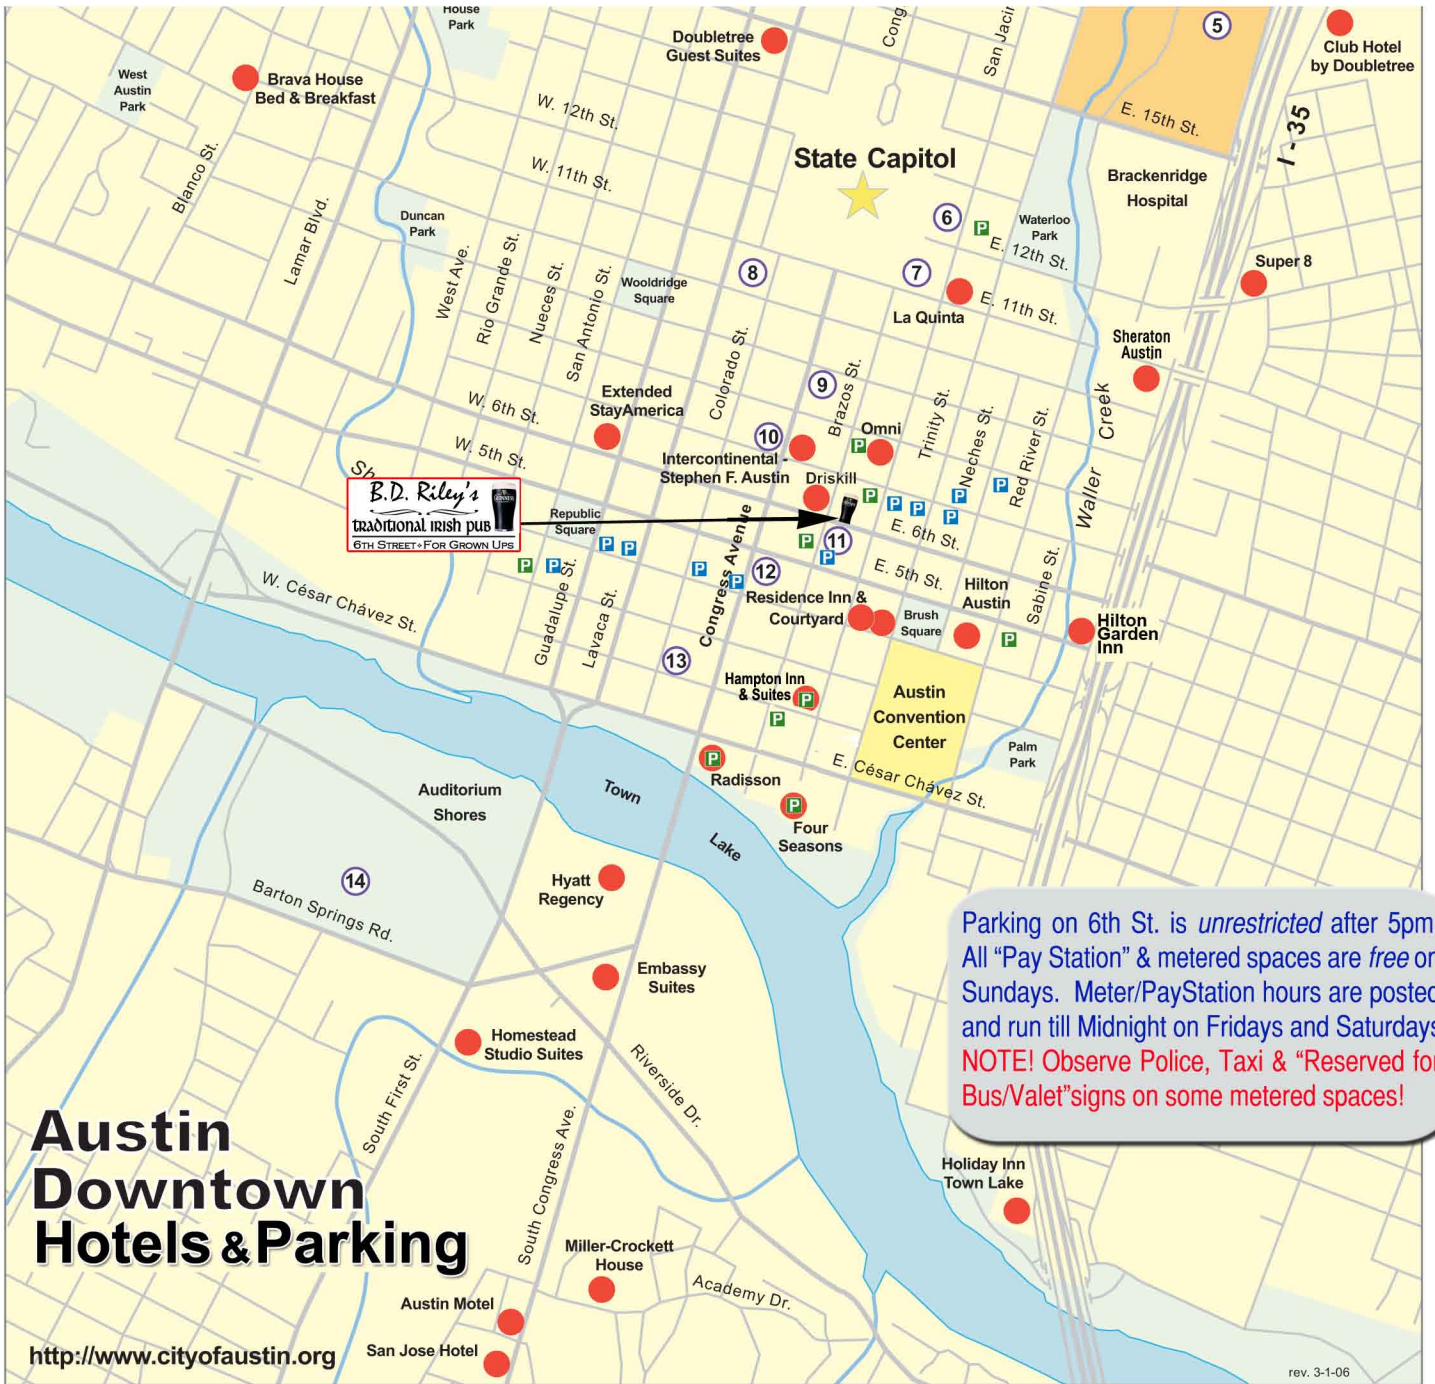 House
Park
Doubletree
Guest Suites
Cong
San Jacin
5
Club Hotel
by Doubletree
West
Austin
Park
Brava House
Bed & Breakfast
W. 12th St.
E. 15th St.
I - 35
State Capitol
W. 11th St.
Blanco St.
Brackenridge
Hospital
Lamar Blvd.
Duncan
Park
6
P
Waterloo
Park
E. 12th St.
West Ave.
Rio Grande St.
Nueces St.
San Antonio St.
Wooldridge
Square
8
7
Super 8
La Quinta
E. 11th St.
Sheraton
Austin
Colorado St.
9
Brazos St.
Extended
StayAmerica
W. 6th St.
W. 5th St.
Trinity St.
Neches St.
Red River St.
Waller Creek
10
Omni
P
Intercontinental -
Stephen F. Austin
Driskill
Sh
B.D. Riley's
GUINNESS
traditional irish pub
6TH STREET FOR GROWN UPS
Republic
Square
P
P
P
P
P
P
E. 6th St.
P
11
P
P
P
P
P
P
P
12
Congress Avenue
E. 5th St.
W. César Chávez St.
Guadalupe St.
Lavaca St.
Residence Inn &
Courtyard
Brush
Square
Hilton
Austin
Sabine St.
P
Hilton
Garden
Inn
13
Hampton Inn
& Suites
P
P
Austin
Convention
Center
Palm
Park
E. César Chávez St.
P
Radisson
P
Four
Seasons
Town
Lake
Auditorium
Shores
14
Barton Springs Rd.
Hyatt
Regency
Embassy
Suites
Homestead
Studio Suites
Riverside Dr.
South First St.
South Congress Ave.
Parking on 6th St. is unrestricted after 5pm
All “Pay Station” & metered spaces are free on
Sundays. Meter/PayStation hours are posted
and run till Midnight on Fridays and Saturdays
NOTE! Observe Police, Taxi & “Reserved for
Bus/Valet”signs on some metered spaces!
Holiday Inn
Town Lake
Austin
Downtown
Hotels & Parking
Miller-Crockett
House
Academy Dr.
Austin Motel
San Jose Hotel
http://www.cityofaustin.org
rev. 3-1-06